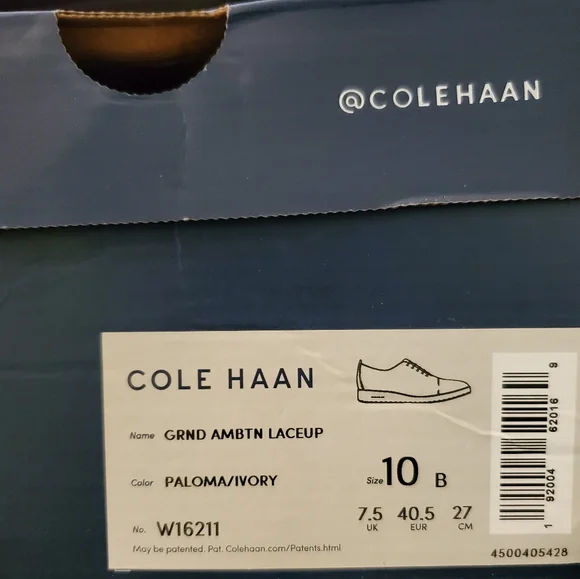 @COLEHAAN
COLE HAAN
Name GRND AMBTN LACEUP
Color PALOMA/IVORY
Size 10 B
No. W16211
7.5 40.5 27
UK EUR CM
May be patented. Pat. Colehaan.com/Patents.html
1 92004 62016 9
4500405428